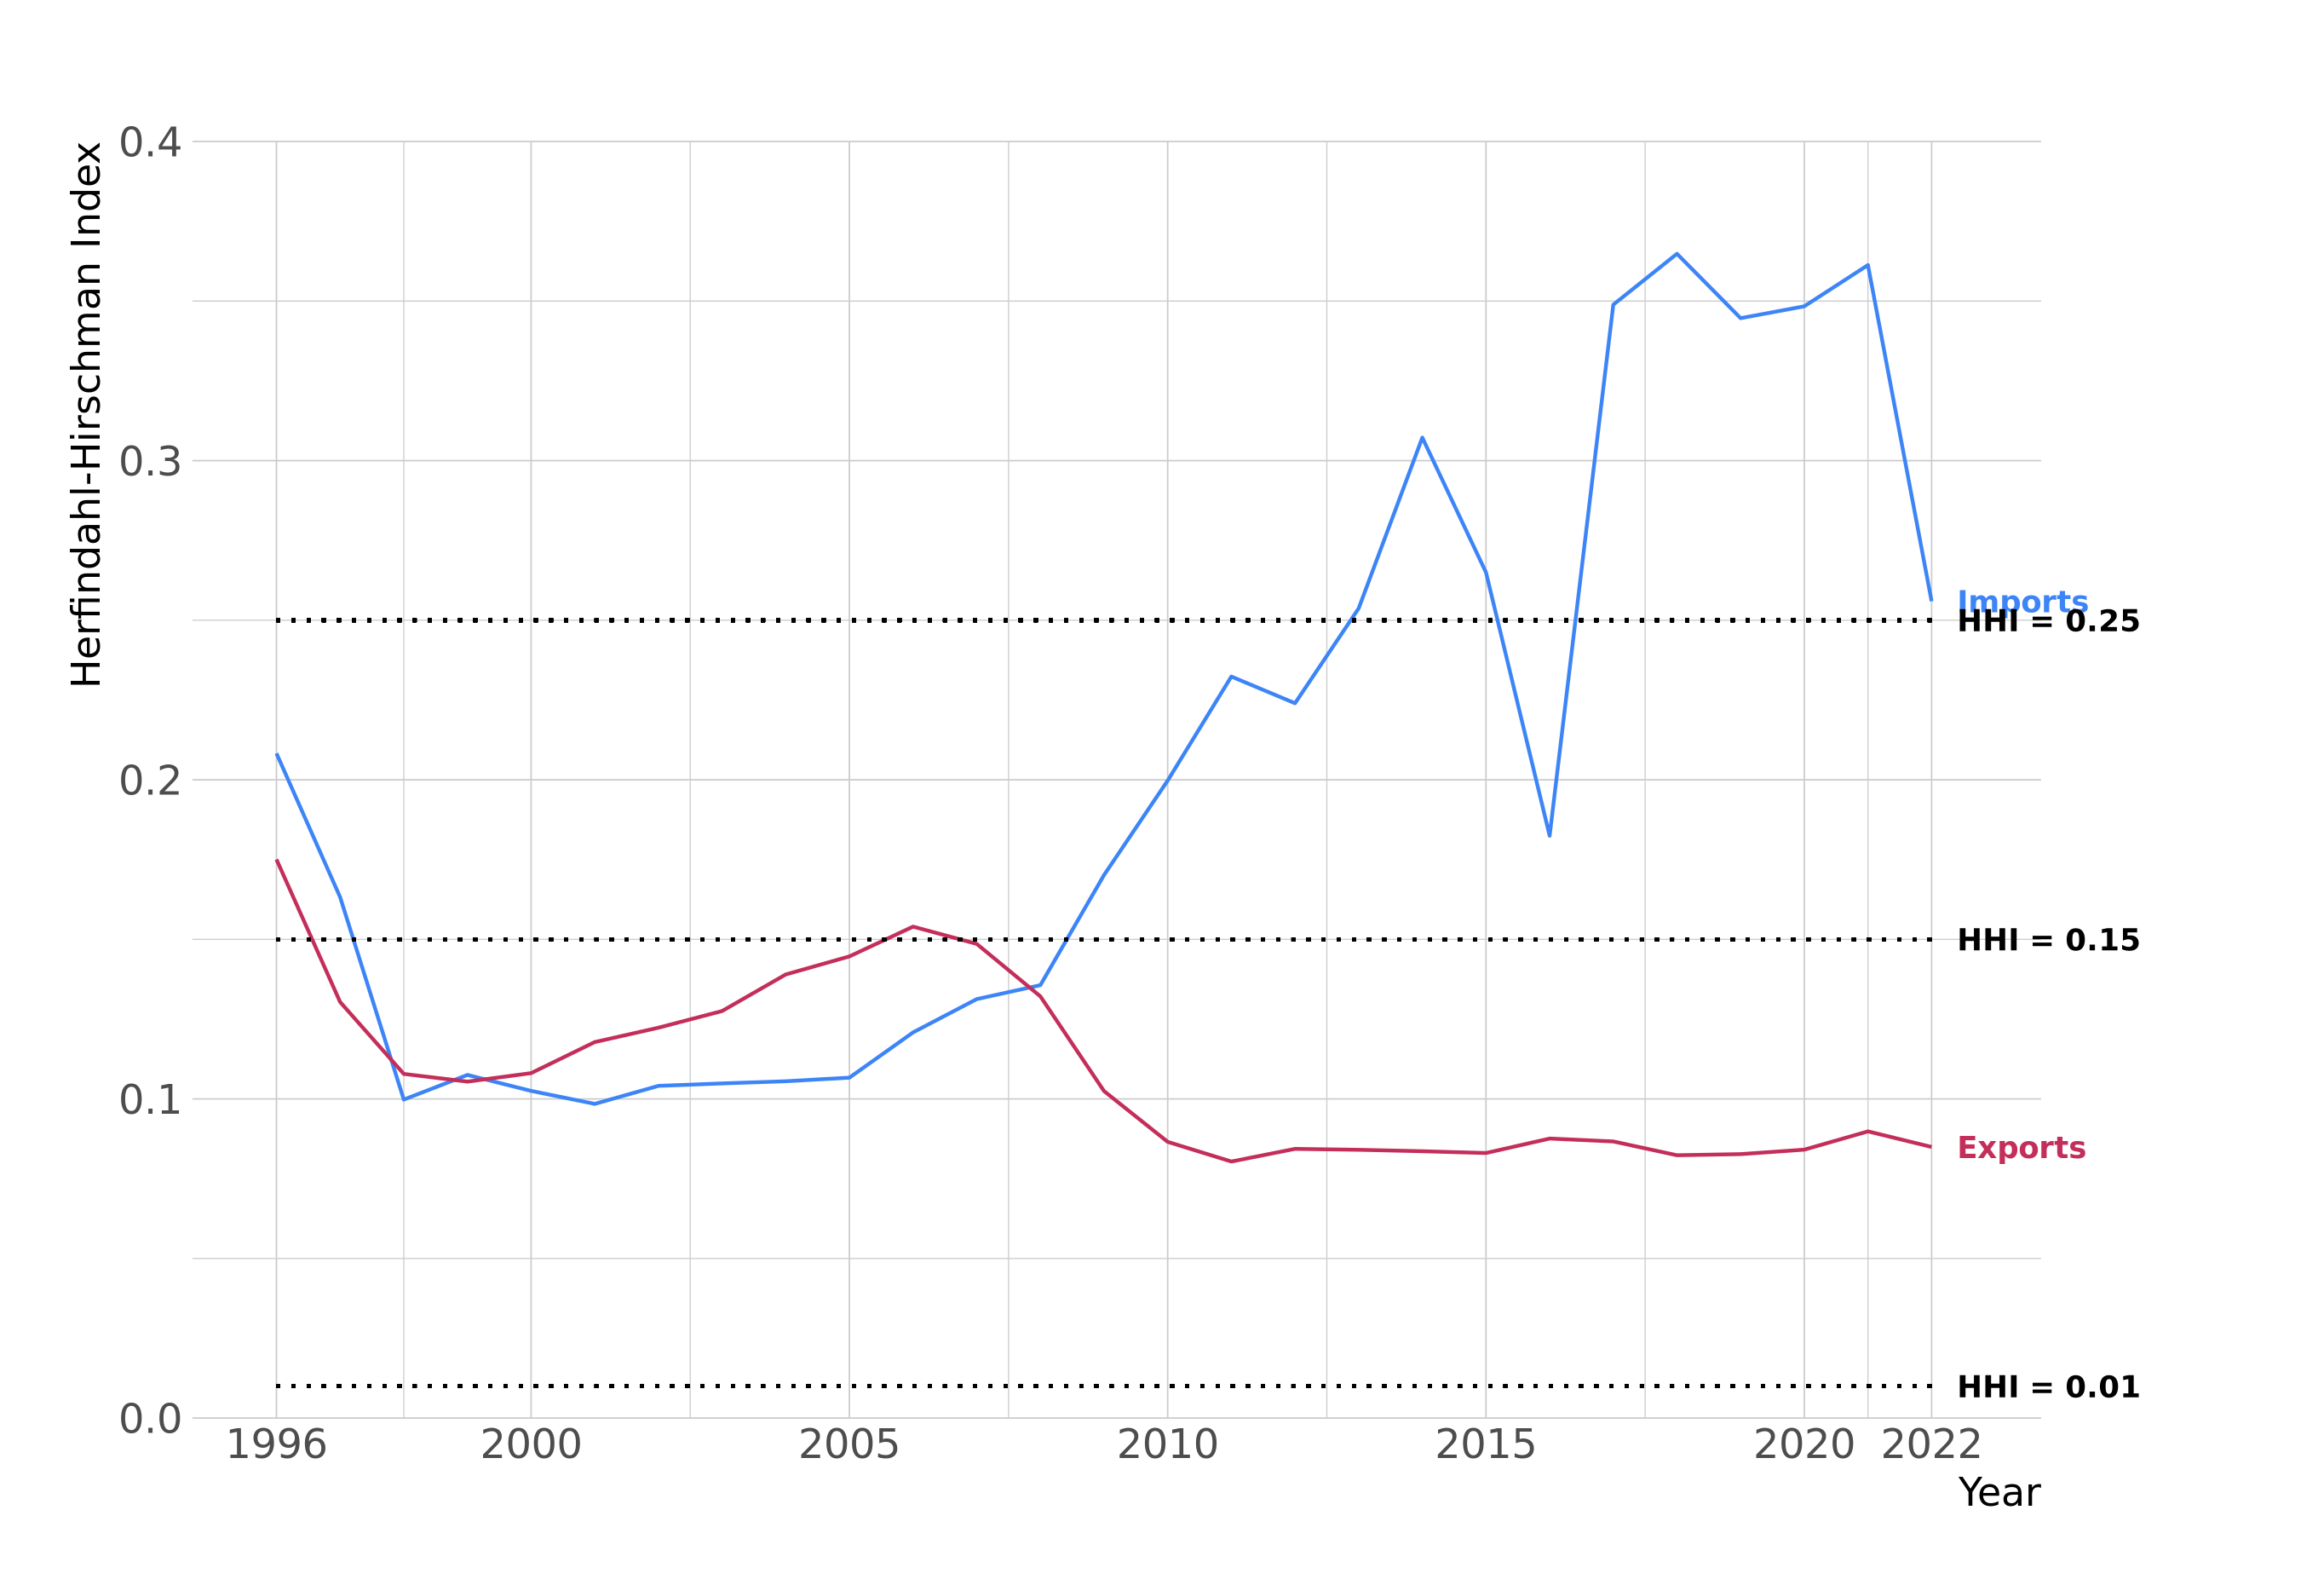 Herfindahl-Hirschman Index
0.4
0.3
0.2
0.1
0.0
Imports
HHI = 0.25
HHI = 0.15
Exports
HHI = 0.01
1996 2000 2005 2010 2015 2020 2022
Year